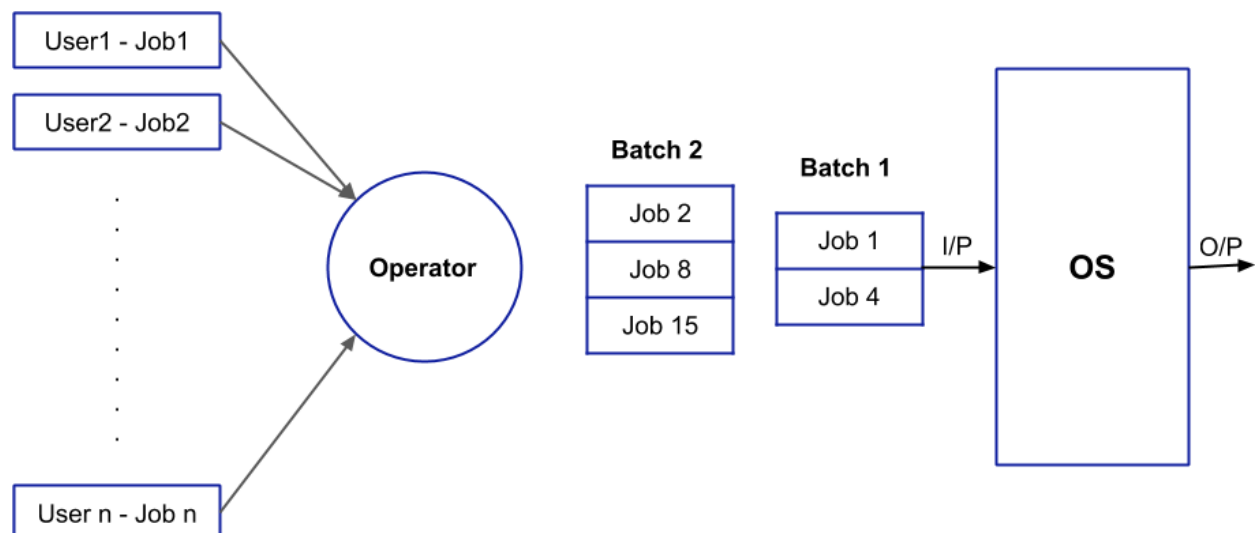 User1 - Job1
User2 - Job2
User n - Job n
Operator
Batch 2
Job 2
Job 8
Job 15
Batch 1
Job 1
Job 4
I/P
OS
O/P